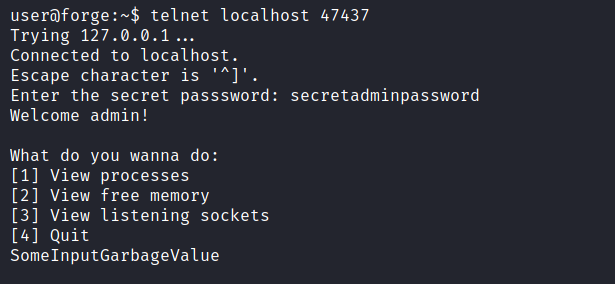 user@forge:~$ telnet localhost 47437
Trying 127.0.0.1...
Connected to localhost.
Escape character is '^]'.
Enter the secret passsword: secretadminpassword
Welcome admin!
What do you wanna do:
[1] View processes
[2] View free memory
[3] View listening sockets
[4] Quit
SomeInputGarbageValue